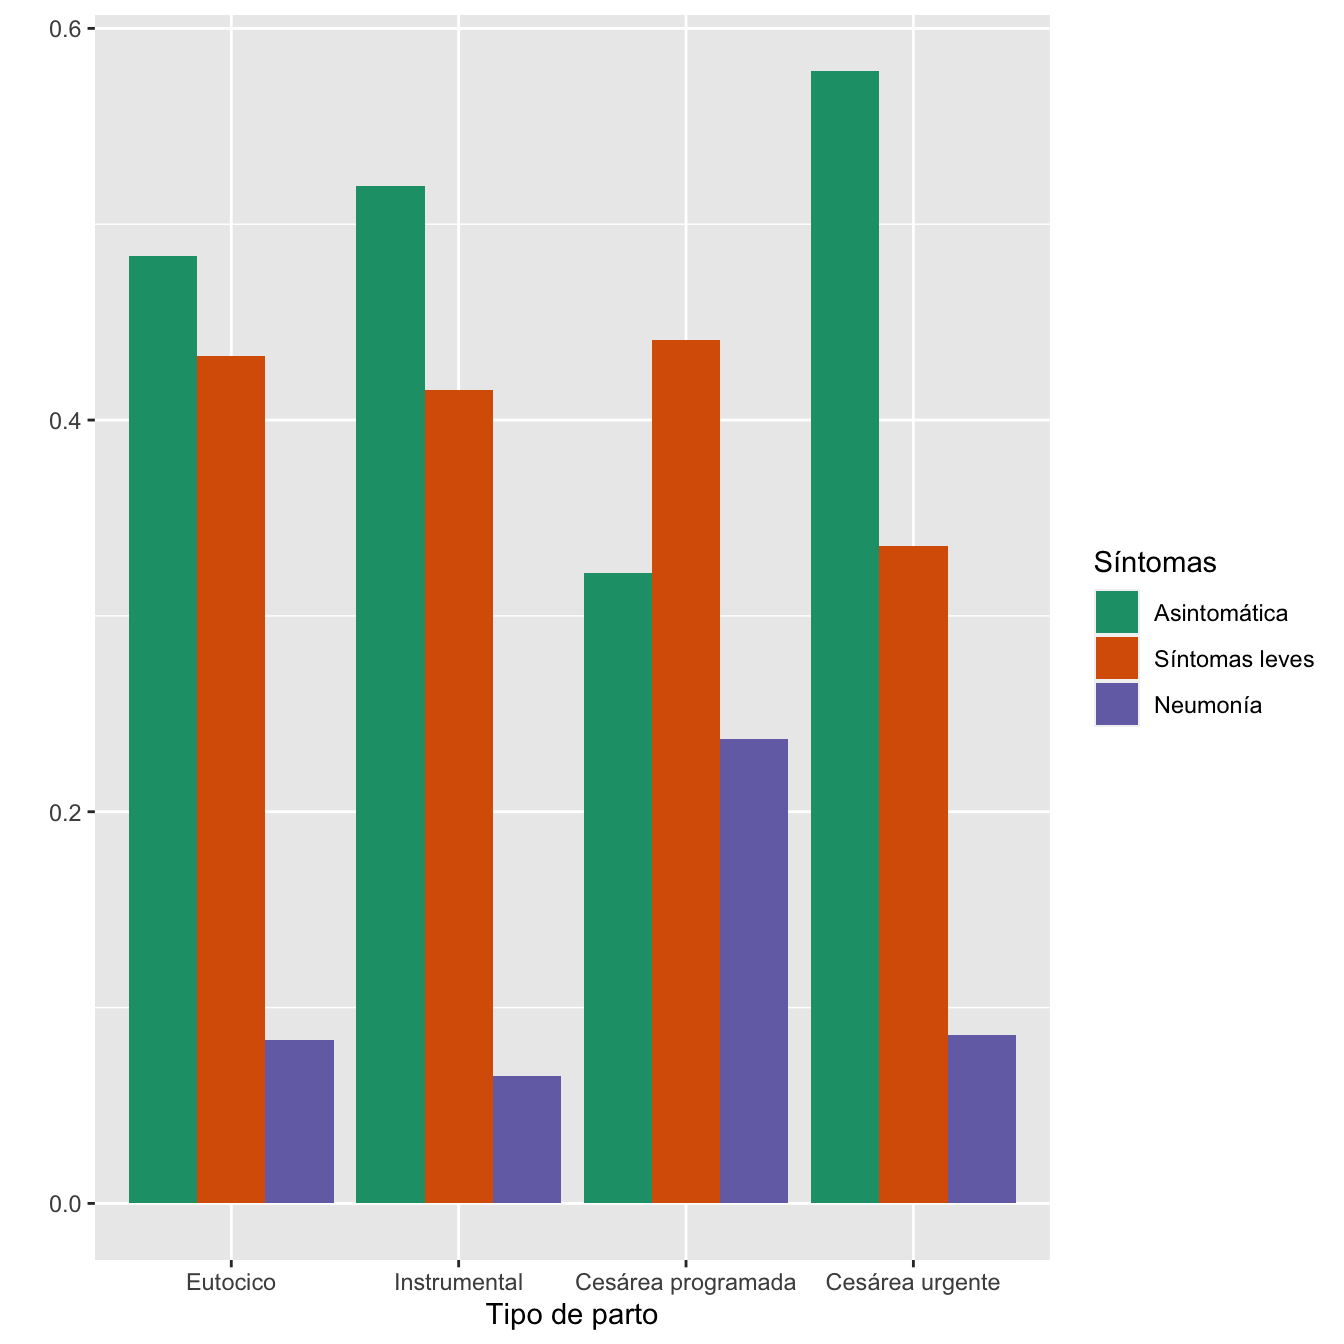 0.6
0.4
0.2
0.0
Eutocico
Instrumental
Cesárea programada
Cesárea urgente
Tipo de parto
Síntomas
Asintomática
Síntomas leves
Neumonía